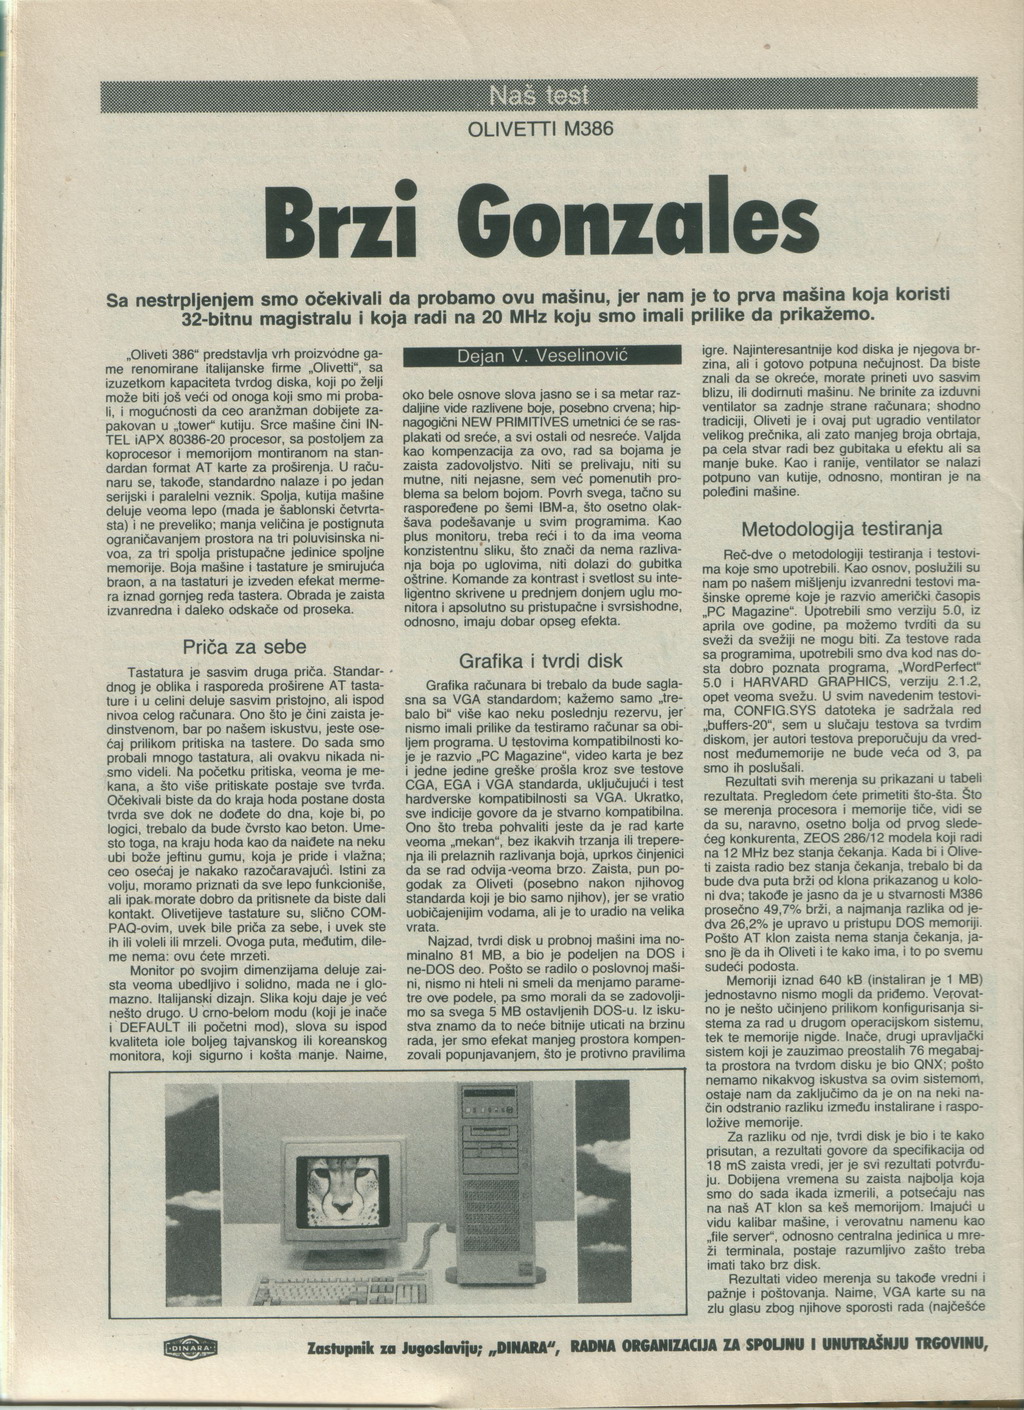 Naš test
OLIVETTI M386
Brzi Gonzales
Sa nestrpljenjem smo očekivali da probamo ovu mašinu, jer nam je to prva mašina koja koristi
32-bitnu magistralu i koja radi na 20 MHz koju smo imali prilike da prikažemo.
„Oliveti 386“ predstavlja vrh proizvodne ga-
me renomirane italijanske firme „Olivetti“, sa
izuzetkom kapaciteta tvrdog diska, koji po želji
može biti još veći od onoga koji smo mi proba-
li, i mogućnosti da ceo aranžman dobijete za-
pakovan u „tower“ kutiju. Srce mašine čini IN-
TEL iAPX 80386-20 procesor, sa postoljem za
koprocesor i memorijom montiranom na stan-
dardan format AT karte za proširenja. U raču-
naru se, takođe, standardno nalaze i po jedan
serijski i paralelni veznik. Spolja, kutija mašine
deluje veoma lepo (mada je šablonski četvrta-
sta) i ne preveliko; manja veličina je postignuta
ograničavanjem prostora na tri poluvisinska ni-
voa, za tri spolja pristupačne jedinice spoljne
memorije. Boja mašine i tastature je smirujuća
braon, a na tastaturi je izveden efekat merme-
ra iznad gornjeg reda tastera. Obrada je zaista
izvanredna i daleko odskače od proseka.
Priča za sebe
Tastatura je sasvim druga priča. Standar-
dnog je oblika i rasporeda proširene AT tasta-
ture i u celini deluje sasvim pristojno, ali ispod
nivoa celog računara. Ono što je čini zaista je-
dinstvenom, bar po našem iskustvu, jeste ose-
ćaj prilikom pritiska na tastere. Do sada smo
probali mnogo tastatura, ali ovakvu nikada ni-
smo videli. Na početku pritiska, veoma je me-
kana, a što više pritiskate postaje sve tvrđa.
Očekivali biste da do kraja hoda postane dosta
tvrda sve dok ne dođete do dna, koje bi, po
logici, trebalo da bude čvrsto kao beton. Ume-
sto toga, na kraju hoda kao da naiđete na neku
ubi bože jeftinu gumu, koja je pride i vlažna;
ceo osećaj je nekako razočaravajući. Istini za
volju, moramo priznati da sve lepo funkcioniše,
ali ipak morate dobro da pritisnete da biste dali
kontakt. Olivetijeve tastature su, slično COM-
PAQ-ovim, uvek bile priča za sebe, i uvek ste
ih ili voleli ili mrzeli. Ovoga puta, međutim, dile-
me nema: ovu ćete mrzeti.
Monitor po svojim dimenzijama deluje zai-
sta veoma ubedljivo i solidno, mada ne i glo-
mazno. Italijanski dizajn. Slika koju daje je već
nešto drugo. U crno-belom modu (koji je inače
i DEFAULT ili početni mod), slova su ispod
kvaliteta iole boljeg tajvanskog ili koreanskog
monitora, koji sigurno i košta manje. Naime,
Dejan V. Veselinović
oko bele osnove slova jasno se i sa metar raz-
daljine vide razlivene boje, posebno crvena; hip-
nagogični NEW PRIMITIVES umetnici će se ras-
plakati od sreće, a svi ostali od nesreće. Valjda
kao kompenzacija za ovo, rad sa bojama je
zaista zadovoljstvo. Niti se prelivaju, niti su
mutne, niti nejasne, sem već pomenutih pro-
blema sa belom bojom. Povrh svega, tačno su
raspoređene po šemi IBM-a, što osetno olak-
šava podešavanje u svim programima. Kao
plus monitoru, treba reći i to da ima veoma
konzistentnu sliku, što znači da nema razliva-
nja boja po uglovima, niti dolazi do gubitka
oštrine. Komande za kontrast i svetlost su inte-
ligentno skrivene u prednjem donjem uglu mo-
nitora i apsolutno su pristupačne i svrsishodne,
odnosno, imaju dobar opseg efekta.
Grafika i tvrdi disk
Grafika računara bi trebalo da bude sagla-
sna sa VGA standardom; kažemo samo „tre-
balo bi“ više kao neku poslednju rezervu, jer
nismo imali prilike da testiramo računar sa obi-
ljem programa. U testovima kompatibilnosti ko-
je je razvio „PC Magazine“, video karta je bez
i jedne jedine greške prošla kroz sve testove
CGA, EGA i VGA standarda, uključujući i test
hardverske kompatibilnosti sa VGA. Ukratko,
sve indicije govore da je stvarno kompatibilna.
Ono što treba pohvaliti jeste da je rad karte
veoma „mekan“, bez ikakvih trzanja ili trepere-
nja ili prelaznih razlivanja boja, uprkos činjenici
da se rad odvija veoma brzo. Zaista, pun po-
godak za Oliveti (posebno nakon njihovog
standarda koji je bio samo njihov), jer se vratio
uobičajenijim vodama, ali je to uradio na velika
vrata.
Najzad, tvrdi disk u probnoj mašini ima no-
minalno 81 MB, a bio je podeljen na DOS i
ne-DOS deo. Pošto se radilo o poslovnoj maši-
ni, nismo ni hteli ni smeli da menjamo parame-
tre ove podele, pa smo morali da se zadovolji-
mo sa svega 5 MB ostavljenih DOS-u. Iz isku-
stva znamo da to neće bitnije uticati na brzinu
rada, jer smo efekat manjeg prostora kompen-
zovali popunjavanjem, što je protivno pravilima
igre. Najinteresantnije kod diska je njegova br-
zina, ali i gotovo potpuna nečujnost. Da biste
znali da se okreće, morate prineti uvo sasvim
blizu, ili dodirnuti mašinu. Ne brinite za izduvni
ventilator sa zadnje strane računara; shodno
tradiciji, Oliveti je i ovaj put ugradio ventilator
velikog prečnika, ali zato manjeg broja obrtaja,
pa cela stvar radi bez gubitaka u efektu ali sa
manje buke. Kao i ranije, ventilator se nalazi
potpuno van kutije, odnosno, montiran je na
poleđini mašine.
Metodologija testiranja
Reč-dve o metodologiji testiranja i testovi-
ma koje smo upotrebili. Kao osnov, poslužili su
nam po našem mišljenju izvanredni testovi ma-
šinske opreme koje je razvio američki časopis
„PC Magazine“. Upotrebili smo verziju 5.0, iz
aprila ove godine, pa možemo tvrditi da su
sveži da svežiji ne mogu biti. Za testove rada
sa programima, upotrebili smo dva kod nas do-
sta dobro poznata programa, „WordPerfect“
5.0 i HARVARD GRAPHICS, verziju 2.1.2,
opet veoma svežu. U svim navedenim testovi-
ma, CONFIG.SYS datoteka je sadržala red
„buffers-20“, sem u slučaju testova sa tvrdim
diskom, jer autori testova preporučuju da vred-
nost međumemorije ne bude veća od 3, pa
smo ih poslušali.
Rezultati svih merenja su prikazani u tabeli
rezultata. Pregledom ćete primetiti što-šta. Što
se merenja procesora i memorije tiče, vidi se
da su, naravno, osetno bolja od prvog slede-
ćeg konkurenta, ZEOS 286/12 modela koji radi
na 12 MHz bez stanja čekanja. Kada bi i Olive-
ti zaista radio bez stanja čekanja, trebalo bi da
bude dva puta brži od klona prikazanog u kolo-
ni dva; takođe je jasno da je u stvarnosti M386
prosečno 49,7% brži, a najmanja razlika od je-
dva 26,2% je upravo u pristupu DOS memoriji.
Pošto AT klon zaista nema stanja čekanja, ja-
sno je da ih Oliveti i te kako ima, i to po svemu
sudeći podosta.
Memoriji iznad 640 kB (instaliran je 1 MB)
jednostavno nismo mogli da priđemo. Verovat-
no je nešto učinjeno prilikom konfigurisanja si-
stema za rad u drugom operacijskom sistemu,
tek te memorije nigde. Inače, drugi upravljački
sistem koji je zauzimao preostalih 76 megabaj-
ta prostora na tvrdom disku je bio QNX; pošto
nemamo nikakvog iskustva sa ovim sistemom,
ostaje nam da zaključimo da je on na neki na-
čin odstranio razliku između instalirane i raspo-
ložive memorije.
Za razliku od nje, tvrdi disk je bio i te kako
prisutan, a rezultati govore da specifikacija od
18 mS zaista vredi, jer je svi rezultati potvrđu-
ju. Dobijena vremena su zaista najbolja koja
smo do sada ikada izmerili, a potsećaju nas
na naš AT klon sa keš memorijom. Imajući u
vidu kalibar mašine, i verovatnu namenu kao
„file server“, odnosno centralna jedinica u mre-
ži terminala, postaje razumljivo zašto treba
imati tako brz disk.
Rezultati video merenja su takođe vredni i
pažnje i poštovanja. Naime, VGA karte su na
zlu glasu zbog njihove sporosti rada (najčešće
DINARA
Zastupnik za Jugoslaviju; „DINARA“, RADNA ORGANIZACIJA ZA SPOLJNU I UNUTRAŠNJU TRGOVINU,